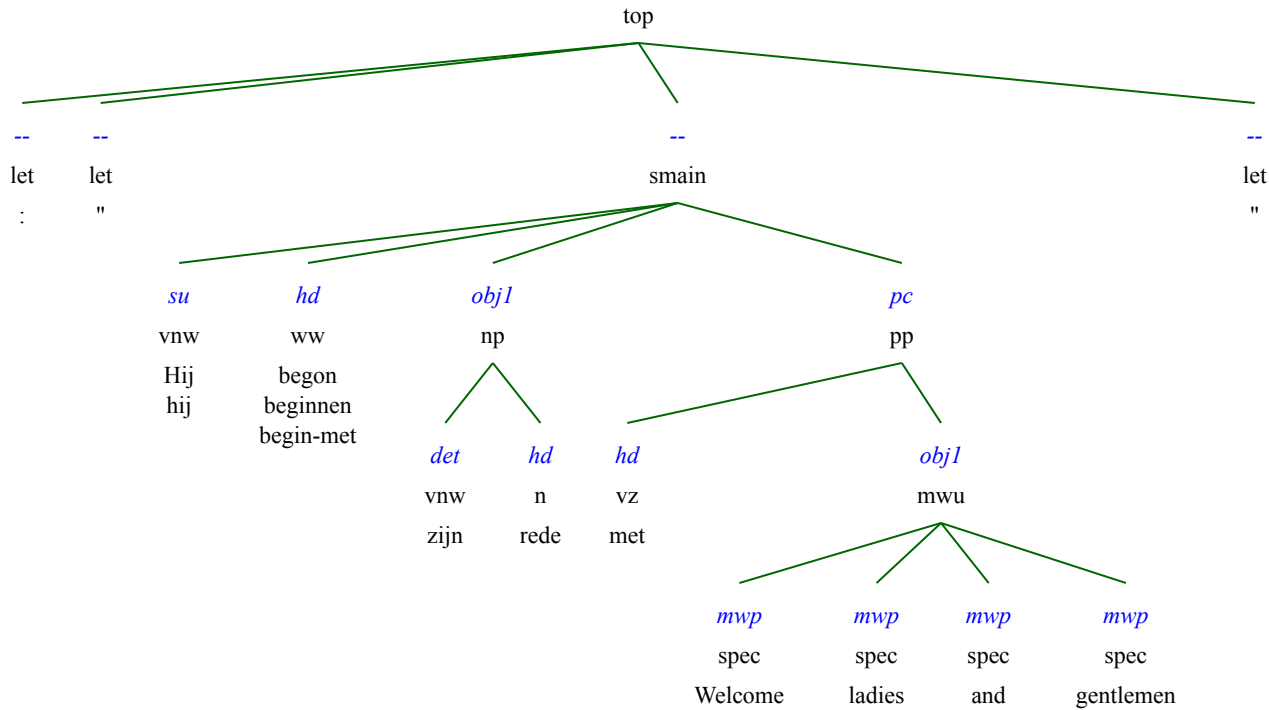 top
-- -- -- --
let let smain let
: " "
su hd obj1 pc
vnw ww np pp
Hij begon
hij beginnen
begin-met
det hd hd obj1
vnw n vz mwu
zijn rede met
mwp mwp mwp mwp
spec spec spec spec
Welcome ladies and gentlemen